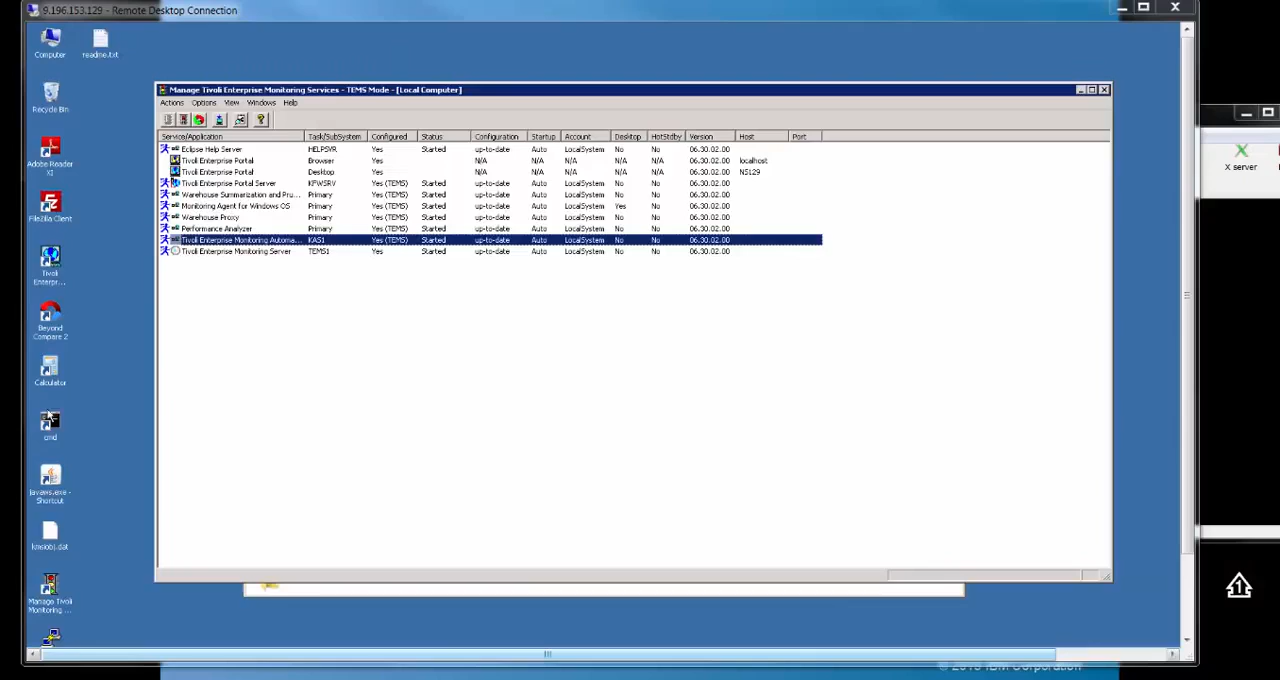 9.196.153.129 - Remote Desktop Connection
Computer
readme.txt
Recycle Bin
Adobe Reader
XI
FileZilla Client
Tivoli
Enterpr...
Beyond
Compare 2
Calculator
cmd
javaws.exe -
Shortcut
kmsiobj.dat
Manage Tivoli
Monitoring ...
Manage Tivoli Enterprise Monitoring Services - TEMS Mode - [Local Computer]
Actions Options View Windows Help
Service/Application Task/SubSystem Configured Status Configuration Startup Account Desktop HotStdby Version Host Port
Eclipse Help Server HELPSVR Yes Started up-to-date Auto LocalSystem No No 06.30.02.00
Tivoli Enterprise Portal Browser Yes N/A N/A N/A N/A N/A 06.30.02.00 localhost
Tivoli Enterprise Portal Desktop Yes N/A N/A N/A N/A N/A 06.30.02.00 NS129
Tivoli Enterprise Portal Server KFWSRV Yes (TEMS) Started up-to-date Auto LocalSystem No No 06.30.02.00
Warehouse Summarization and Pru... Primary Yes (TEMS) Started up-to-date Auto LocalSystem No No 06.30.02.00
Monitoring Agent for Windows OS Primary Yes (TEMS) Started up-to-date Auto LocalSystem Yes No 06.30.02.00
Warehouse Proxy Primary Yes (TEMS) Started up-to-date Auto LocalSystem No No 06.30.02.00
Performance Analyzer Primary Yes (TEMS) Started up-to-date Auto LocalSystem No No 06.30.02.00
Tivoli Enterprise Monitoring Automa... KAS1 Yes (TEMS) Started up-to-date Auto LocalSystem No No 06.30.02.00
Tivoli Enterprise Monitoring Server TEMS1 Yes Started up-to-date Auto LocalSystem No No 06.30.02.00
X server
1
IBM Corporation